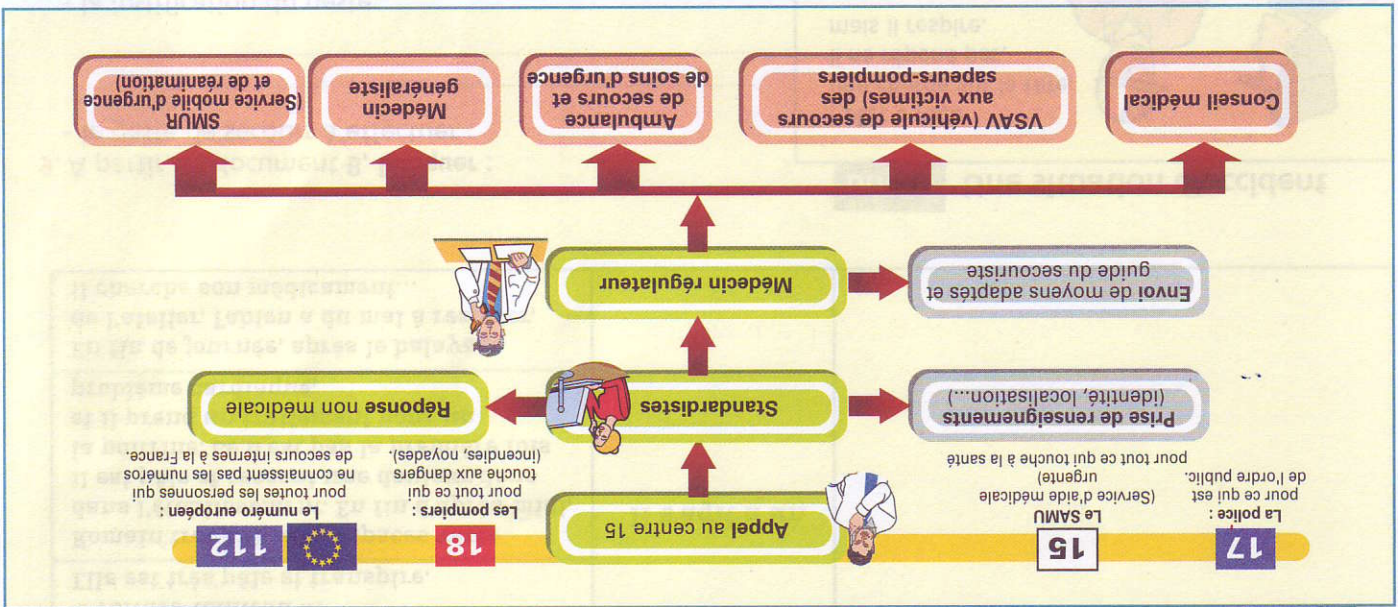 17
La police :
pour ce qui est
de l'ordre public.
15
Le SAMU
(Service d'aide médicale
urgente)
pour tout ce qui touche à la santé
Appel au centre 15
18
Les pompiers :
pour tout ce qui
touche aux dangers
(incendies, noyades).
112
Le numéro européen :
pour toutes les personnes qui
ne connaissent pas les numéros
de secours internes à la France.
Prise de renseignements
(identité, localisation...)
Standardistes
Réponse non médicale
Envoi de moyens adaptés et
guide du secouriste
Médecin régulateur
Conseil médical
VSAV (véhicule de secours
aux victimes) des
sapeurs-pompiers
Ambulance
de secours et
de soins d'urgence
Médecin
généraliste
SMUR
(Service mobile d'urgence
et de réanimation)